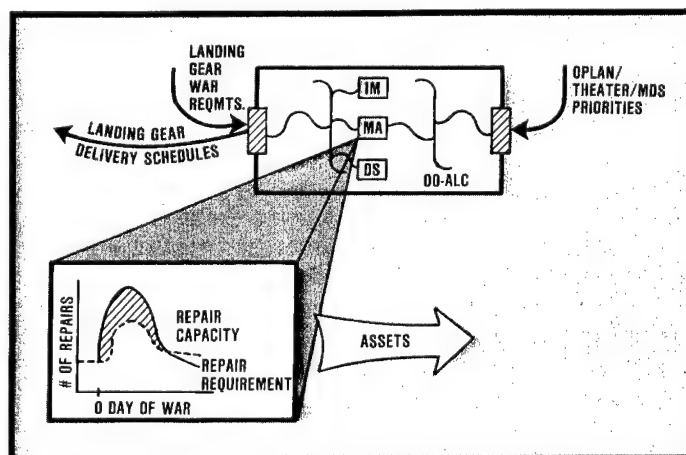 LANDING
GEAR
WAR
REQMTS.
LANDING GEAR
DELIVERY SCHEDULES
IM
MA
DS
OO-ALC
OPLAN/
THEATER/MDS
PRIORITIES
# OF REPAIRS
REPAIR
CAPACITY
REPAIR
REQUIREMENT
0 DAY OF WAR
ASSETS